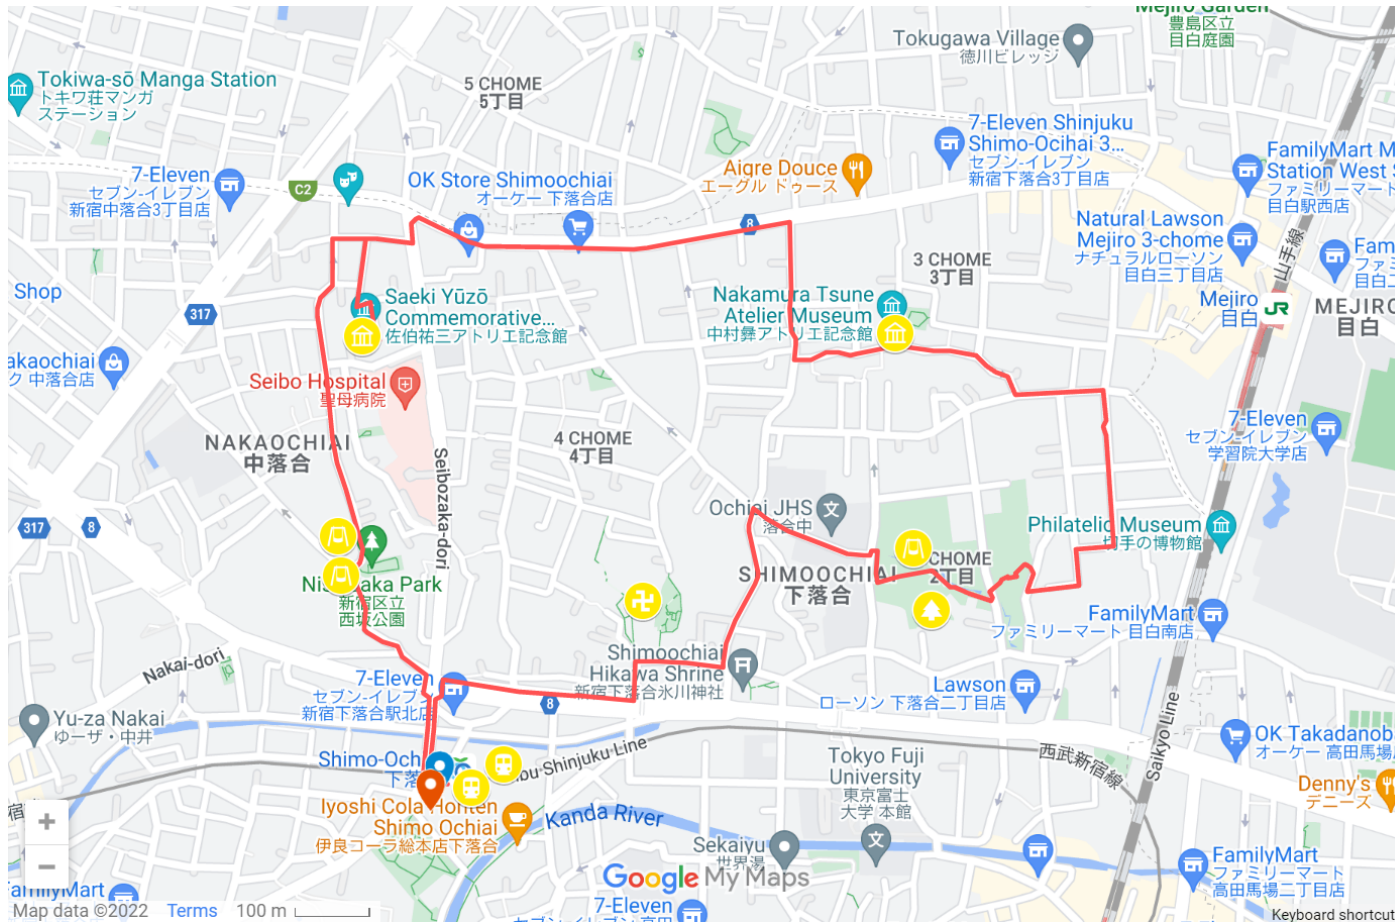 Mejiro Garden
豊島区立
目白庭園
Tokugawa Village
徳川ビレッジ
Tokiwa-sō Manga Station
トキワ荘マンガ
ステーション
5 CHOME
5丁目
7-Eleven Shinjuku
Shimo-Ocihai 3...
セブン-イレブン
新宿下落合3丁目店
FamilyMart M
Station West S
ファミリーマート
目白駅西店
7-Eleven
セブン-イレブン
新宿中落合3丁目店
C2
OK Store Shimoochiai
オーケー 下落合店
Aigre Douce
エーグル ドゥース
8
Natural Lawson
Mejiro 3-chome
ナチュラルローソン
目白三丁目店
山手線
Fam
ファミ
目白
3 CHOME
3丁目
Shop
317
Saeki Yūzō
Commemorative...
佐伯祐三アトリエ記念館
Nakamura Tsune
Atelier Museum
中村彝アトリエ記念館
Mejiro
目白
JR
MEJIRO
目白
akaochiai
ク 中落合店
Seibo Hospital
聖母病院
7-Eleven
セブン-イレブン
学習院大学店
NAKAOCHIAI
中落合
4 CHOME
4丁目
Seibozaka-dori
317
8
Ochiai JHS
落合中
文
Philatelic Museum
切手の博物館
SHIMOOCHIAI
下落合
CHOME
2丁目
Park
新宿区立
西坂公園
FamilyMart
ファミリーマート 目白南店
Nakai-dori
Shimoochiai
Hikawa Shrine
新宿下落合氷川神社
7-Eleven
セブン-イレブン
新宿下落合駅北店
8
Lawson
ローソン 下落合二丁目店
Yu-za Nakai
ゆーザ・中井
Saikyo Line
OK Takadanoba
オーケー 高田馬場店
Shimo-Och
下落
bu Shinjuku Line
西武新宿線
Tokyo Fuji
University
東京富士
大学 本館
文
Denny's
デニーズ
Iyoshi Cola Honten
Shimo Ochiai
伊良コーラ総本店下落合
Kanda River
Sekaiyu
世界湯
FamilyMart
ファミリーマート
高田馬場二丁目店
+
−
Google My Maps
FamilyMart
7-Eleven
Map data ©2022
Terms
100 m
Keyboard shortcut